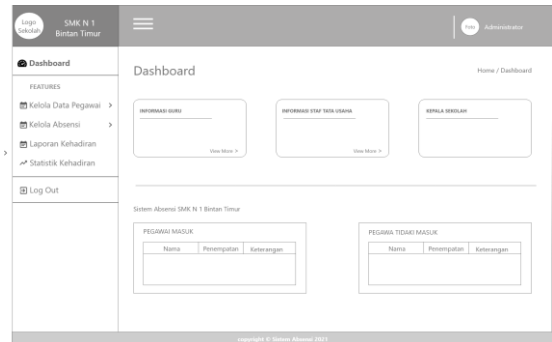 Logo Sekolah
SMK N 1
Bintan Timur
Foto
Administrator
Dashboard
FEATURES
Kelola Data Pegawai >
Kelola Absensi >
Laporan Kehadiran
Statistik Kehadiran
Log Out
>
Dashboard
Home / Dashboard
INFORMASI GURU
View More >
INFORMASI STAF TATA USAHA
View More >
KEPALA SEKOLAH
Sistem Absensi SMK N 1 Bintan Timur
PEGAWAI MASUK
Nama Penempatan Keterangan
PEGAWA TIDAKI MASUK
Nama Penempatan Keterangan
copyright © Sistem Absensi 2021